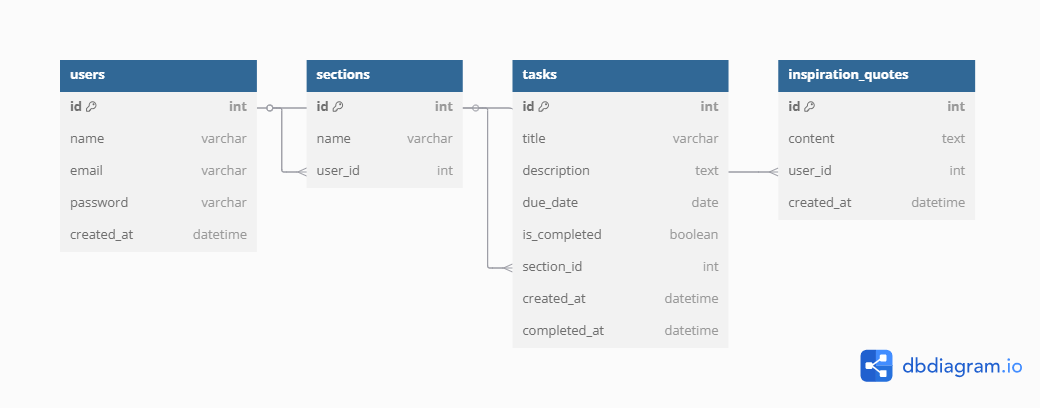 users
id int
name varchar
email varchar
password varchar
created_at datetime
sections
id int
name varchar
user_id int
tasks
id int
title varchar
description text
due_date date
is_completed boolean
section_id int
created_at datetime
completed_at datetime
inspiration_quotes
id int
content text
user_id int
created_at datetime
dbdiagram.io